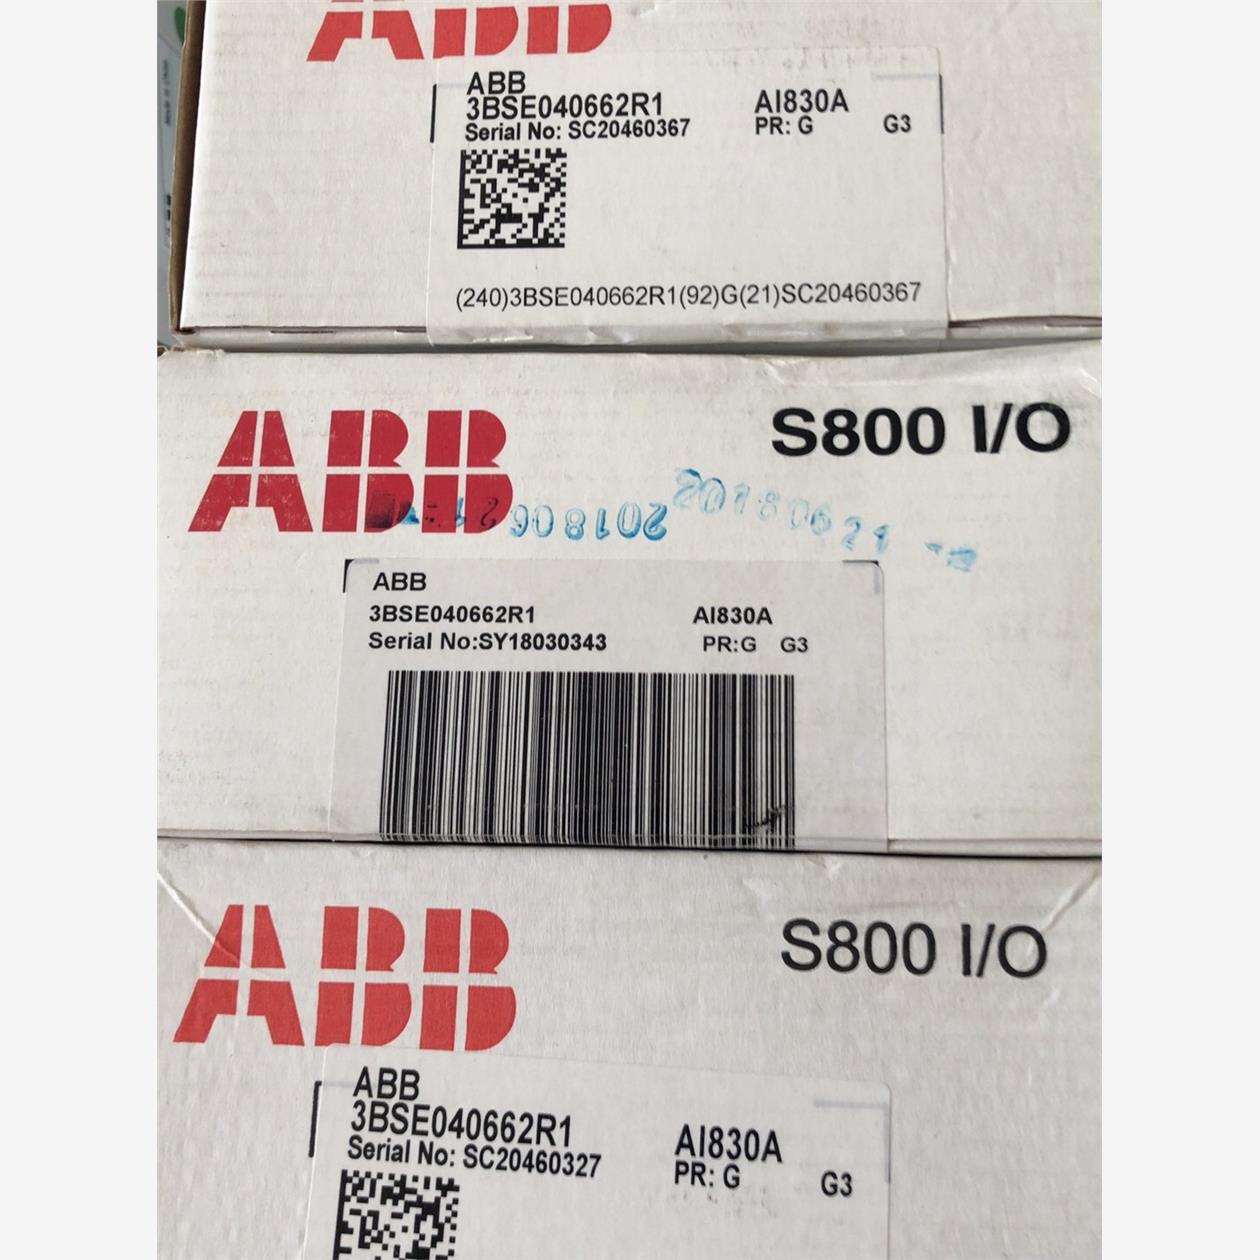 ABB
ABB
3BSE040662R1 AI830A
Serial No: SC20460367 PR: G G3
(240)3BSE040662R1(92)G(21)SC20460367
ABB S800 I/O
20180621
20180621
ABB
3BSE040662R1 AI830A
Serial No:SY18030343 PR:G G3
ABB S800 I/O
ABB
3BSE040662R1 AI830A
Serial No: SC20460327 PR: G G3